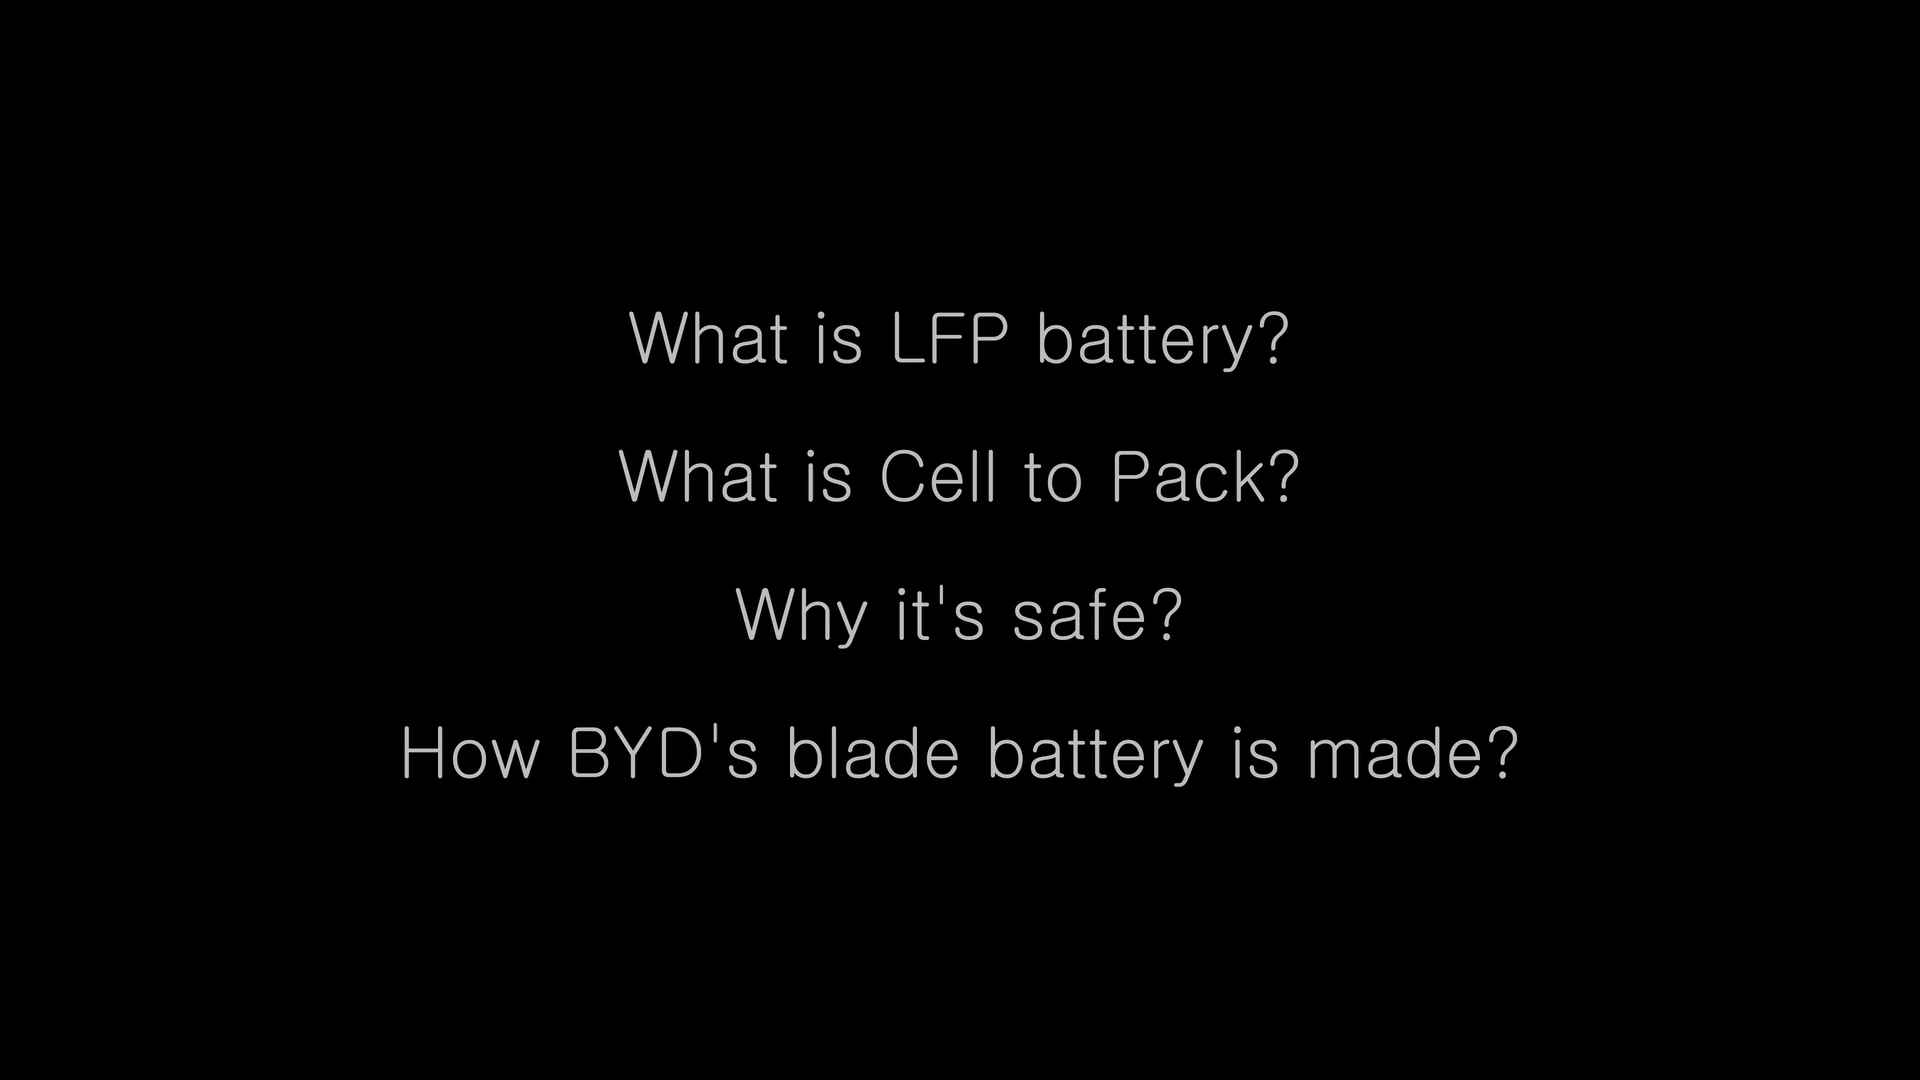 What is LFP battery?
What is Cell to Pack?
Why it's safe?
How BYD's blade battery is made?